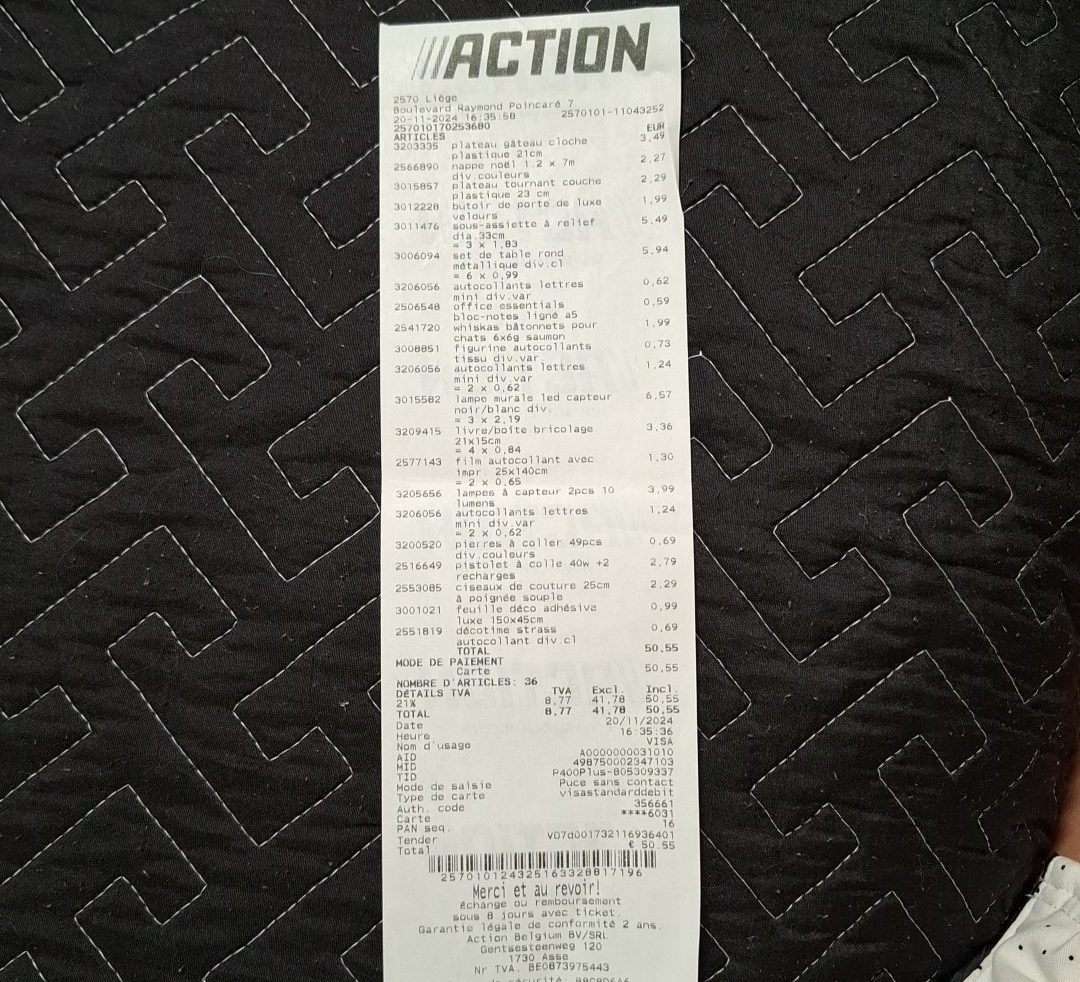 ///ACTION
2570 Liége
Boulevard Raymond Poincaré 7
20-11-2024 16:35:58 2570101-11043252
257010170253680
ARTICLES EUR
3203335 plateau gâteau cloche 3,49
plastique 21cm
2566890 nappe noël 1.2 x 7m 2,27
div.couleurs
3015857 plateau tournant couche 2,29
plastique 23 cm
3012228 butoir de porte de luxe 1,99
velours
3011476 sous-assiette à relief 5,49
dia.33cm
= 3 x 1,83
3006094 set de table rond 5,94
métallique div.cl
= 6 x 0,99
3206056 autocollants lettres 0,62
mini div.var
2506548 office essentials 0,59
bloc-notes ligné a5
2541720 whiskas bâtonnets pour 1,99
chats 6x6g saumon
3008851 figurine autocollants 0,73
tissu div.var.
3206056 autocollants lettres 1,24
mini div.var
= 2 x 0,62
3015582 lampe murale led capteur 6,57
noir/blanc div.
= 3 x 2,19
3209415 livre/boîte bricolage 3,36
21x15cm
= 4 x 0,84
2577143 film autocollant avec 1,30
impr. 25x140cm
= 2 x 0,65
3205656 lampes à capteur 2pcs 10 3,99
lumens
3206056 autocollants lettres 1,24
mini div.var
= 2 x 0,62
3200520 pierres à coller 49pcs 0,69
div.couleurs
2516649 pistolet à colle 40w +2 2,79
recharges
2553085 ciseaux de couture 25cm 2,29
à poignée souple
3001021 feuille déco adhésive 0,99
luxe 150x45cm
2551819 décotime strass 0,69
autocollant div.cl
TOTAL 50,55
MODE DE PAIEMENT
Carte 50,55
NOMBRE D'ARTICLES: 36
DÉTAILS TVA TVA Excl. Incl.
21% 8,77 41,78 50,55
TOTAL 8,77 41,78 50,55
Date 20/11/2024
Heure 16:35:36
Nom d'usage VISA
AID A0000000031010
MID 498750002347103
TID P400Plus-805309337
Mode de saisie Puce sans contact
Type de carte visastandarddebit
Auth. code 356661
Carte ****6031
PAN seq. 16
Tender V07d001732116936401
Total € 50.55
257010124325163328817196
Merci et au revoir!
Échange ou remboursement
sous 8 jours avec ticket.
Garantie légale de conformité 2 ans.
Action Belgium BV/SRL
Gentsesteenweg 120
1730 Asse
Nr TVA. BE0873975443